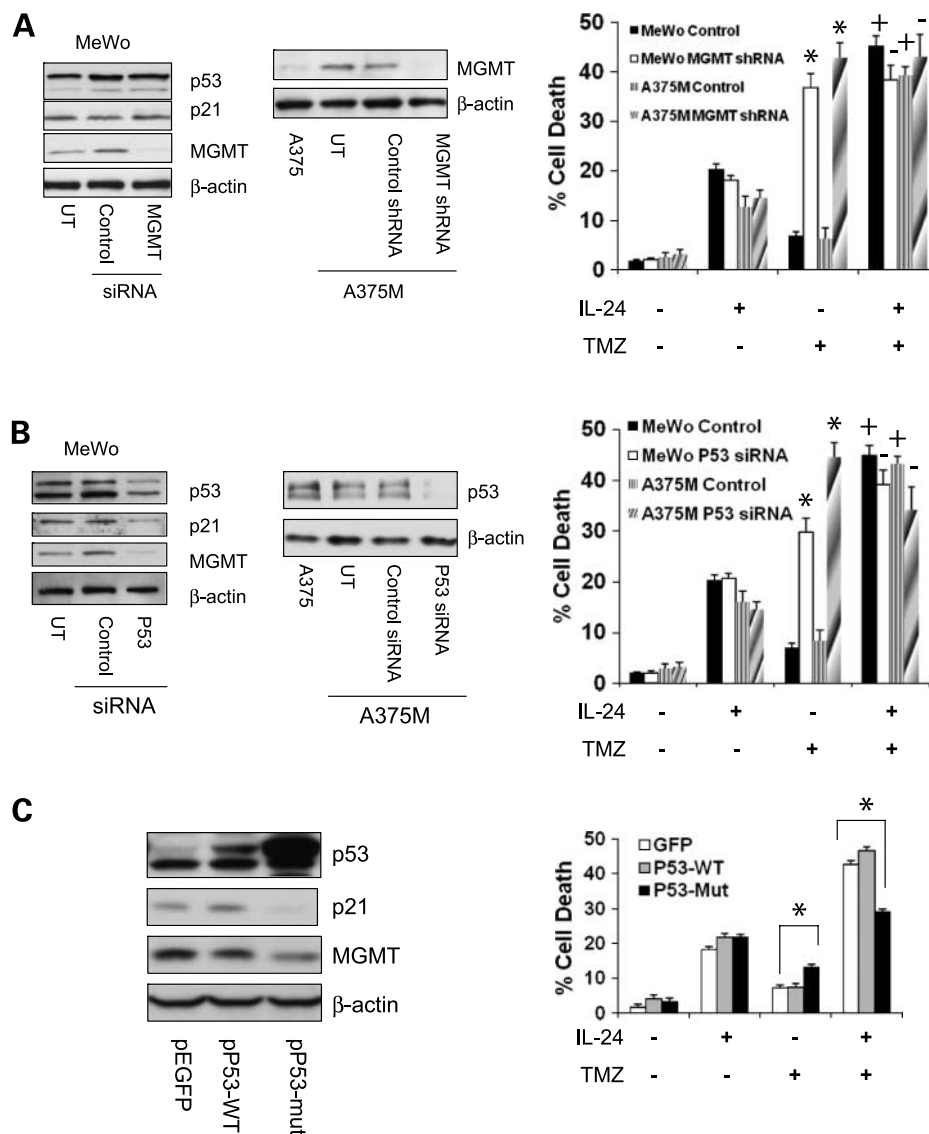 A
MeWo
p53
p21
MGMT
β-actin
UT
Control
MGMT
siRNA
MGMT
β-actin
A375
UT
Control shRNA
MGMT shRNA
A375M
% Cell Death
50
40
30
20
10
0
MeWo Control
MeWo MGMT shRNA
A375M Control
A375M MGMT shRNA
* * + - + -
IL-24 - + - +
TMZ - - + +
B
MeWo
p53
p21
MGMT
β-actin
UT
Control
P53
siRNA
p53
β-actin
A375
UT
Control siRNA
P53 siRNA
A375M
% Cell Death
50
40
30
20
10
0
MeWo Control
MeWo P53 siRNA
A375M Control
A375M P53 siRNA
* * + - + -
IL-24 - + - +
TMZ - - + +
C
p53
p21
MGMT
β-actin
pEGFP
pP53-WT
pP53-mut
% Cell Death
50
40
30
20
10
0
GFP
P53-WT
P53-Mut
* *
IL-24 - + - +
TMZ - - + +